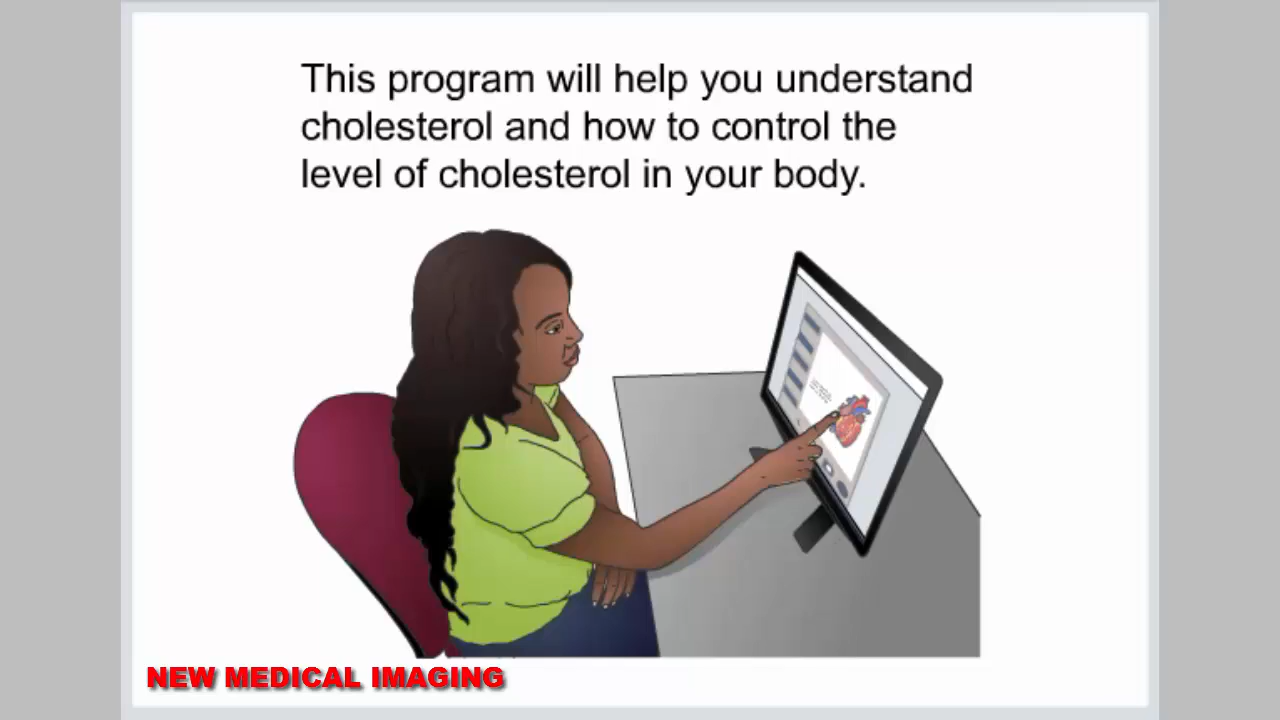 This program will help you understand
cholesterol and how to control the
level of cholesterol in your body.
NEW MEDICAL IMAGING